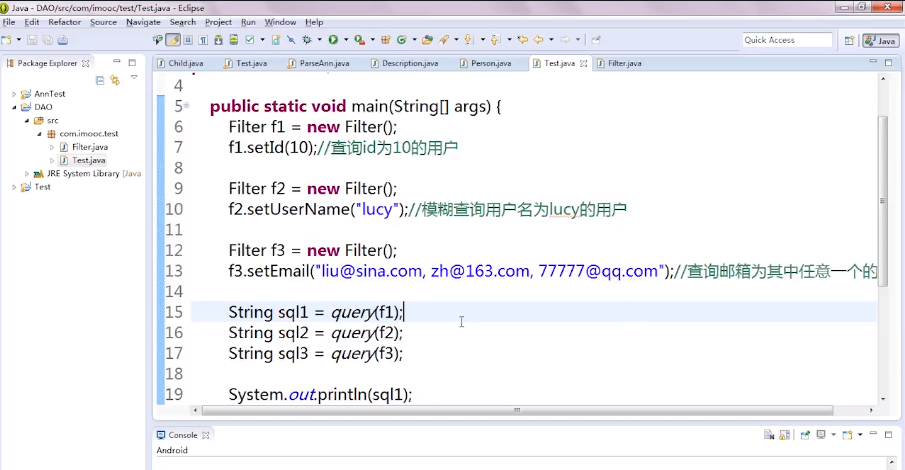 Java - DAO/src/com/imooc/test/Test.java - Eclipse
File Edit Refactor Source Navigate Search Project Run Window Help
Quick Access
Java
Package Explorer
Child.java Test.java ParseAnn.java Description.java Person.java Test.java Filter.java
AnnTest
DAO
src
com.imooc.test
Filter.java
Test.java
JRE System Library [Java
Test
4
5 public static void main(String[] args) {
6 Filter f1 = new Filter();
7 f1.setId(10);//查询id为10的用户
8
9 Filter f2 = new Filter();
10 f2.setUserName("lucy");//模糊查询用户名为lucy的用户
11
12 Filter f3 = new Filter();
13 f3.setEmail("liu@sina.com, zh@163.com, 77777@qq.com");//查询邮箱为其中任意一个的
14
15 String sql1 = query(f1);
16 String sql2 = query(f2);
17 String sql3 = query(f3);
18
19 System.out.println(sql1);
Console
Android